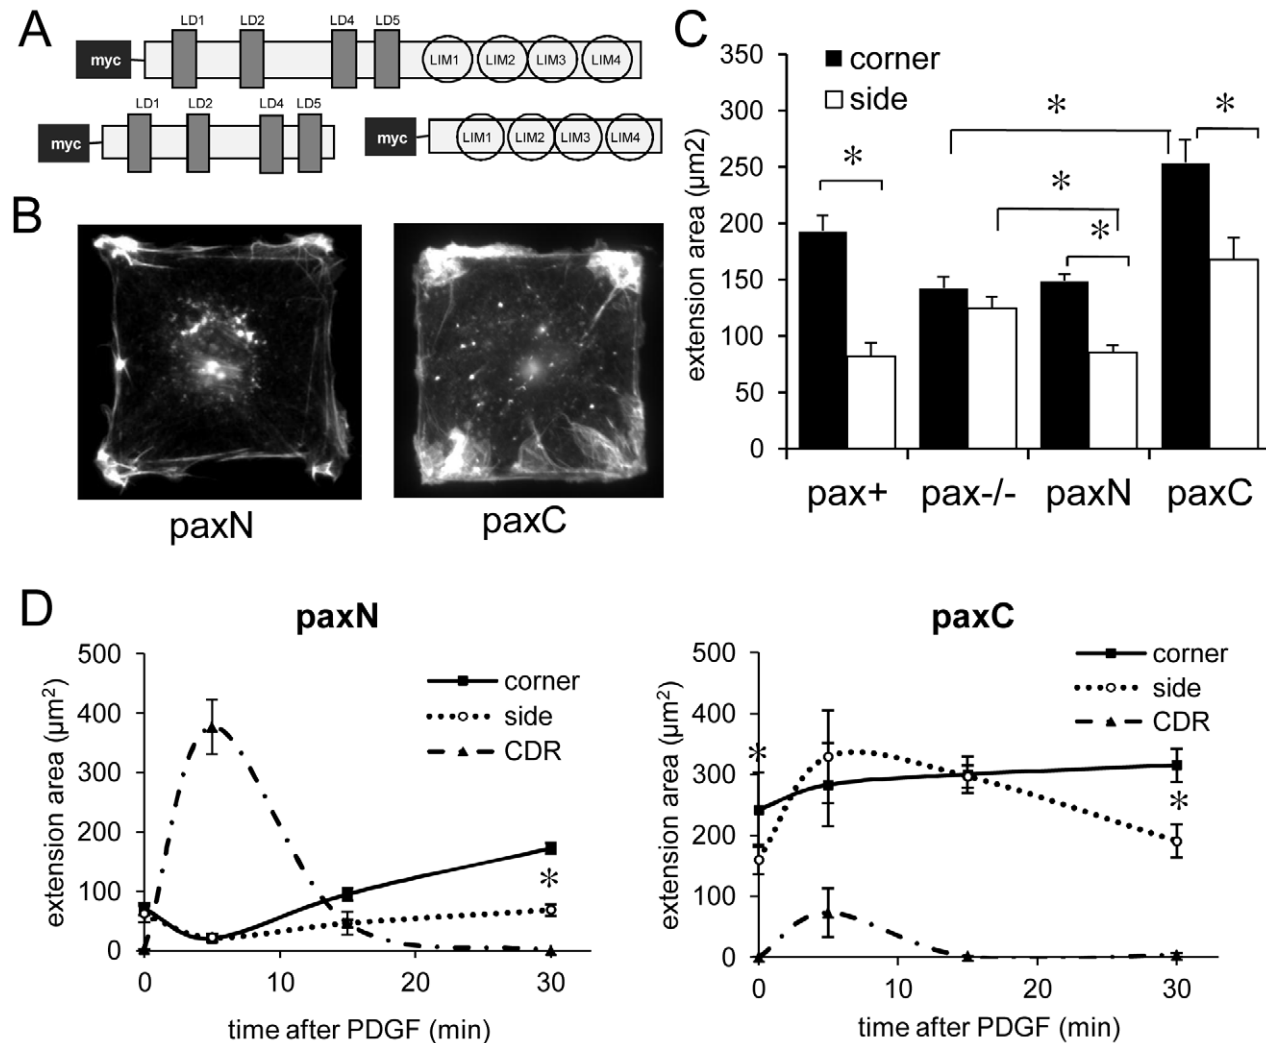 A
LD1 LD2 LD4 LD5
myc LIM1 LIM2 LIM3 LIM4
LD1 LD2 LD4 LD5
myc
myc LIM1 LIM2 LIM3 LIM4
B
paxN
paxC
C
extension area (µm2)
350
300
250
200
150
100
50
0
corner
side
* *
*
*
*
pax+ pax-/- paxN paxC
D
paxN
extension area (µm²)
500
400
300
200
100
0
corner
side
CDR
*
0 10 20 30
time after PDGF (min)
paxC
extension area (µm²)
500
400
300
200
100
0
corner
side
CDR
*
*
0 10 20 30
time after PDGF (min)